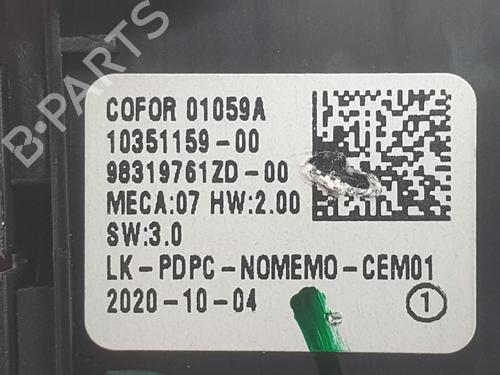 B-PARTS
COFOR 01059A
10351159-00
98319761ZD-00
MECA:07 HW:2.00
SW:3.0
LK-PDPC-NOMEMO-CEM01
2020-10-04
1